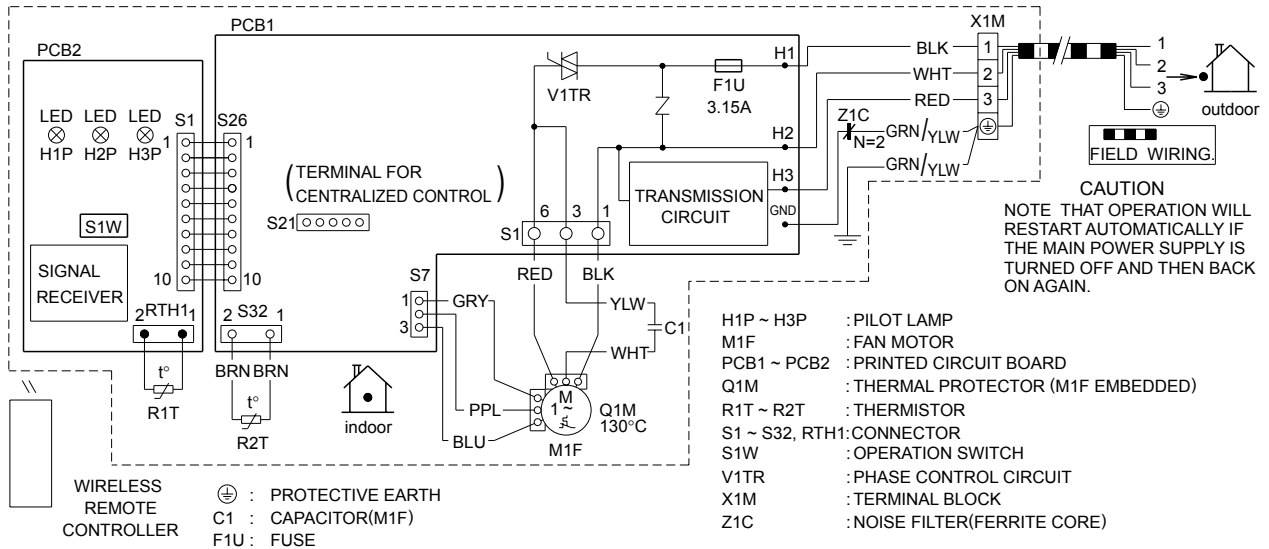 PCB1
X1M
PCB2
H1
BLK
1
WHT
2
RED
3
F1U
3.15A
V1TR
1
2
3
outdoor
Z1C
N=2
GRN/YLW
GRN/YLW
FIELD WIRING.
LED LED LED
H1P H2P H3P
S1 S26
1 1
10 10
(TERMINAL FOR
CENTRALIZED CONTROL)
S21
H2
H3
GND
TRANSMISSION
CIRCUIT
6 3 1
S1
S1W
SIGNAL
RECEIVER
2 RTH1 1
2 S32 1
S7
1
3
GRY
PPL
BLU
RED
BLK
YLW
C1
WHT
BRN BRN
t°
R1T
t°
R2T
indoor
M
1~
Q1M
130°C
M1F
CAUTION
NOTE THAT OPERATION WILL
RESTART AUTOMATICALLY IF
THE MAIN POWER SUPPLY IS
TURNED OFF AND THEN BACK
ON AGAIN.
H1P ~ H3P : PILOT LAMP
M1F : FAN MOTOR
PCB1 ~ PCB2 : PRINTED CIRCUIT BOARD
Q1M : THERMAL PROTECTOR (M1F EMBEDDED)
R1T ~ R2T : THERMISTOR
S1 ~ S32, RTH1: CONNECTOR
S1W : OPERATION SWITCH
V1TR : PHASE CONTROL CIRCUIT
X1M : TERMINAL BLOCK
Z1C : NOISE FILTER(FERRITE CORE)
WIRELESS
REMOTE
CONTROLLER
: PROTECTIVE EARTH
C1 : CAPACITOR(M1F)
F1U : FUSE